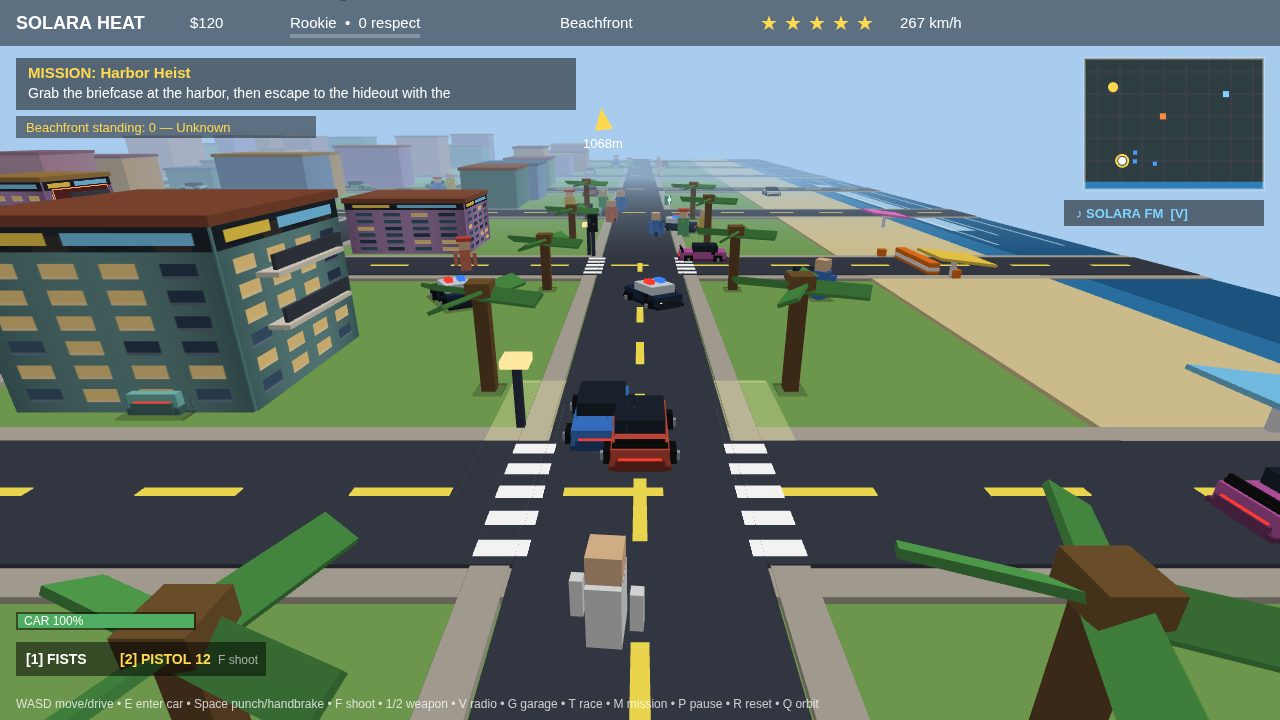 SOLARA HEAT $120 Rookie • 0 respect Beachfront ★ ★ ★ ★ ★ 267 km/h
MISSION: Harbor Heist
Grab the briefcase at the harbor, then escape to the hideout with the
Beachfront standing: 0 — Unknown
1068m
♪ SOLARA FM [V]
CAR 100%
[1] FISTS [2] PISTOL 12 F shoot
WASD move/drive • E enter car • Space punch/handbrake • F shoot • 1/2 weapon • V radio • G garage • T race • M mission • P pause • R reset • Q orbit